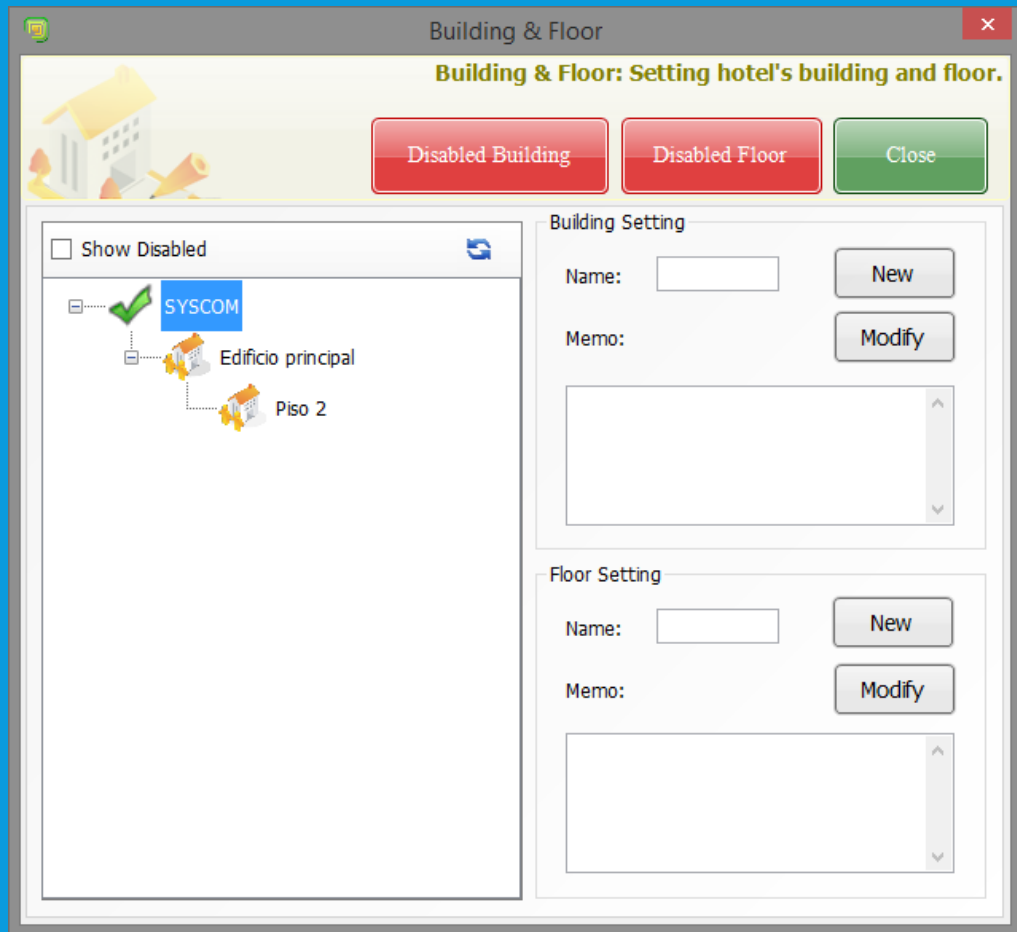 Building & Floor
Building & Floor: Setting hotel's building and floor.
Disabled Building
Disabled Floor
Close
Show Disabled
SYSCOM
Edificio principal
Piso 2
Building Setting
Name:
New
Memo:
Modify
Floor Setting
Name:
New
Memo:
Modify